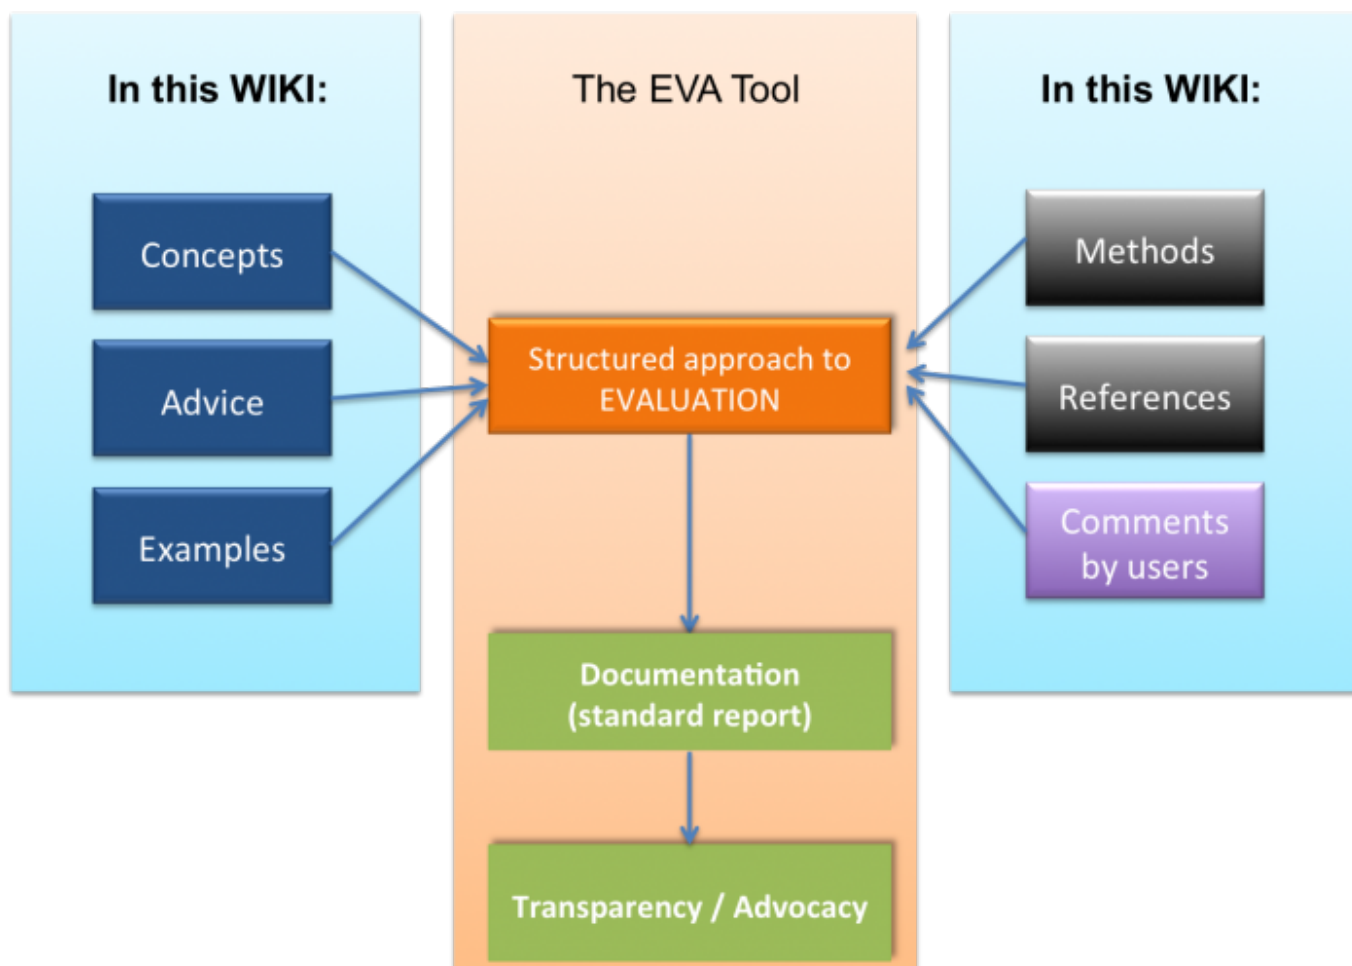 In this WIKI:
Concepts
Advice
Examples
The EVA Tool
Structured approach to
EVALUATION
Documentation
(standard report)
Transparency / Advocacy
In this WIKI:
Methods
References
Comments
by users